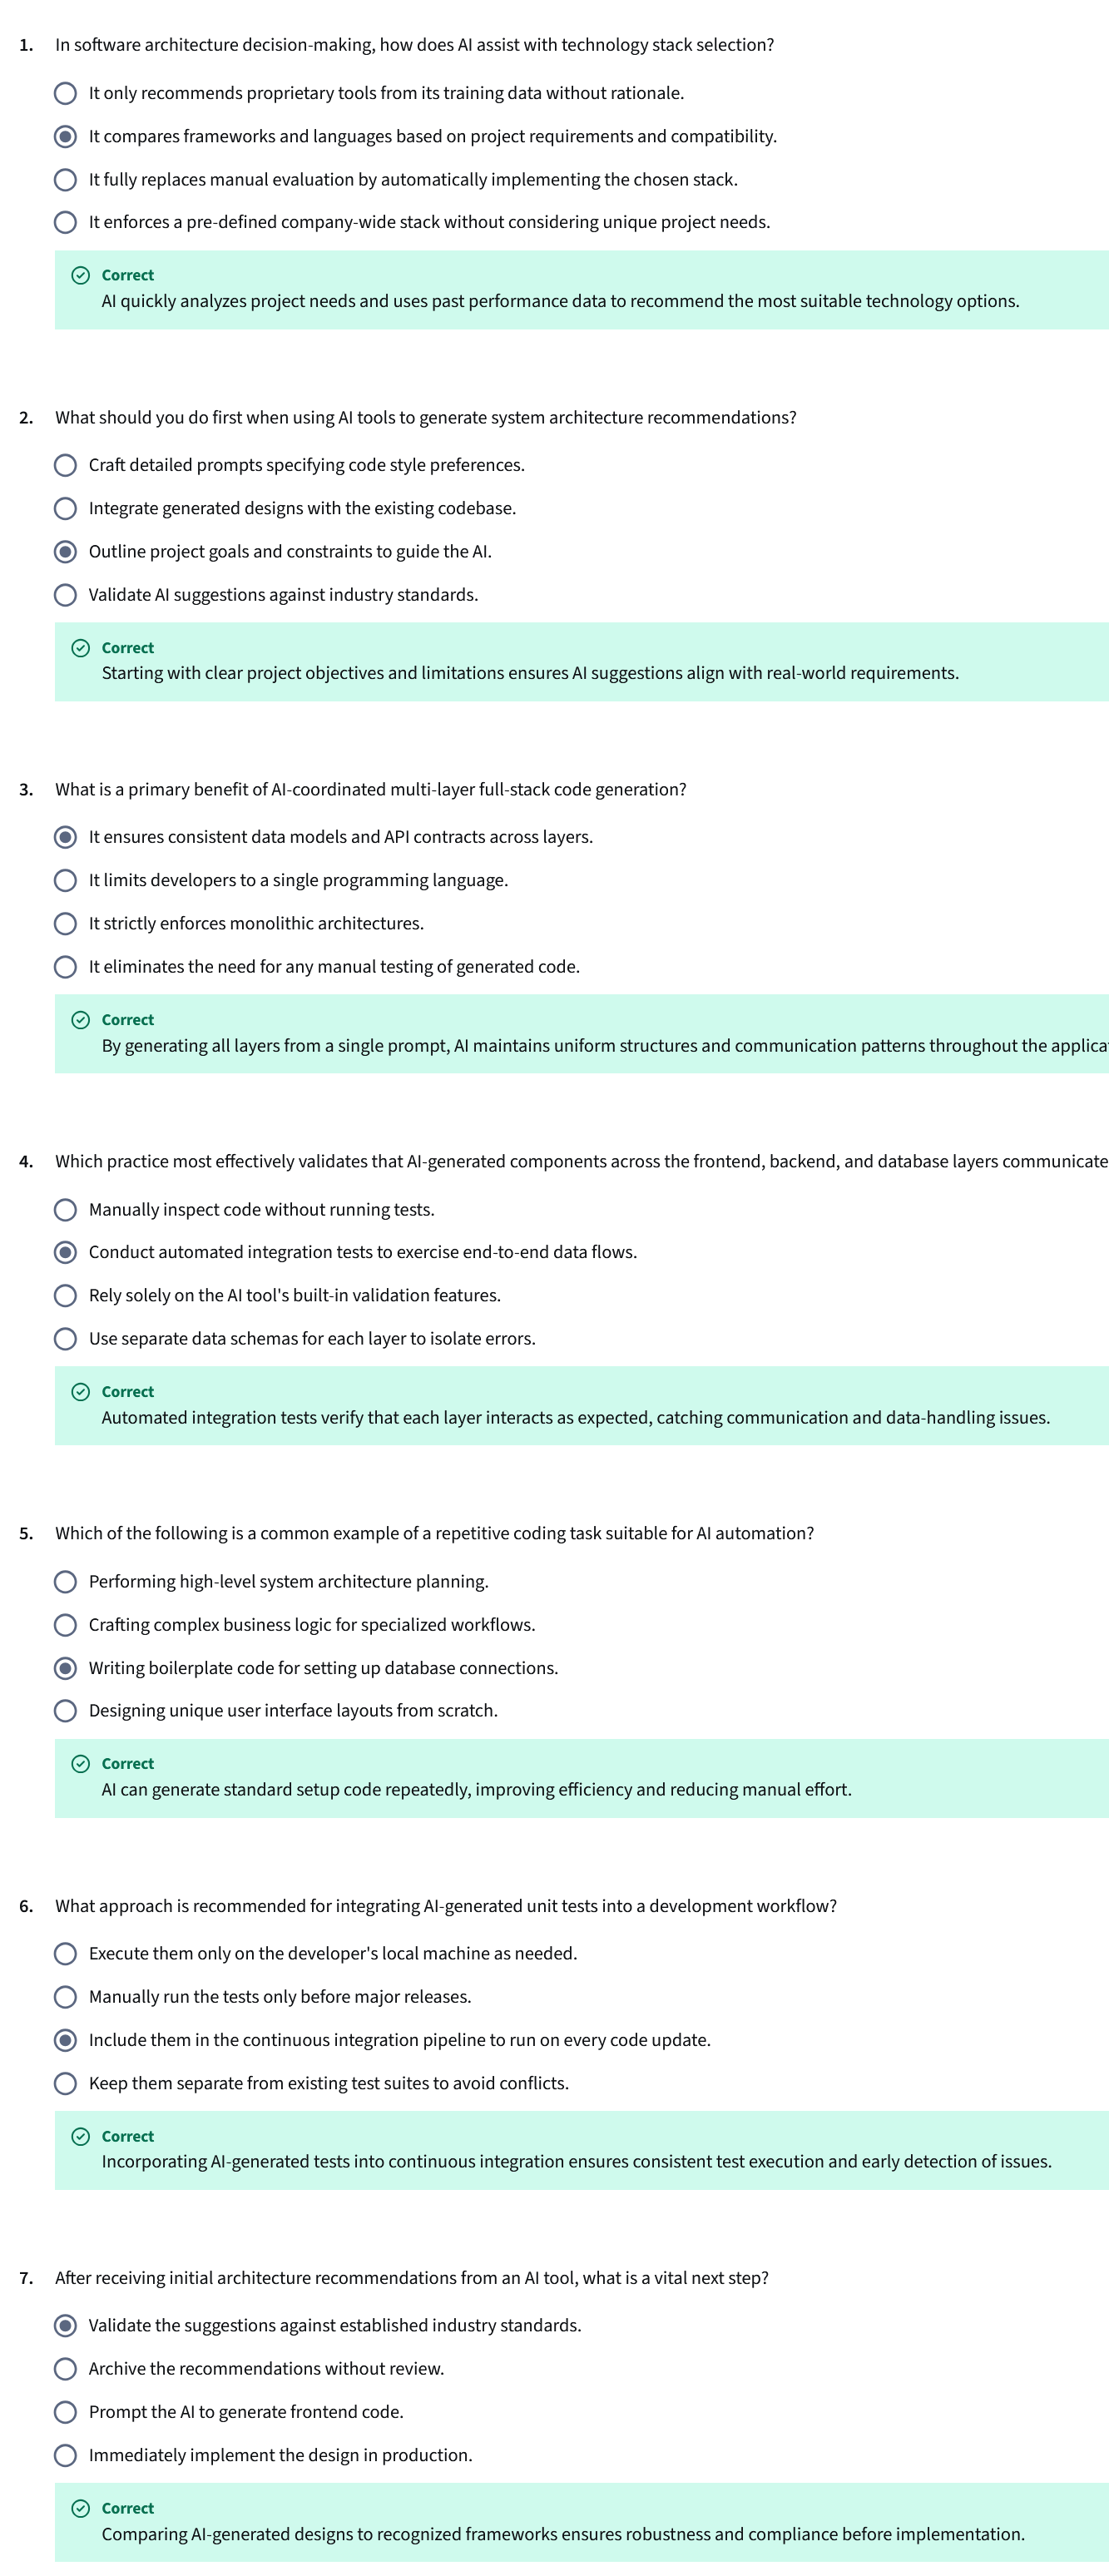 1. In software architecture decision-making, how does AI assist with technology stack selection?
It only recommends proprietary tools from its training data without rationale.
It compares frameworks and languages based on project requirements and compatibility.
It fully replaces manual evaluation by automatically implementing the chosen stack.
It enforces a pre-defined company-wide stack without considering unique project needs.
Correct
AI quickly analyzes project needs and uses past performance data to recommend the most suitable technology options.
2. What should you do first when using AI tools to generate system architecture recommendations?
Craft detailed prompts specifying code style preferences.
Integrate generated designs with the existing codebase.
Outline project goals and constraints to guide the AI.
Validate AI suggestions against industry standards.
Correct
Starting with clear project objectives and limitations ensures AI suggestions align with real-world requirements.
3. What is a primary benefit of AI-coordinated multi-layer full-stack code generation?
It ensures consistent data models and API contracts across layers.
It limits developers to a single programming language.
It strictly enforces monolithic architectures.
It eliminates the need for any manual testing of generated code.
Correct
By generating all layers from a single prompt, AI maintains uniform structures and communication patterns throughout the applica
4. Which practice most effectively validates that AI-generated components across the frontend, backend, and database layers communicate
Manually inspect code without running tests.
Conduct automated integration tests to exercise end-to-end data flows.
Rely solely on the AI tool's built-in validation features.
Use separate data schemas for each layer to isolate errors.
Correct
Automated integration tests verify that each layer interacts as expected, catching communication and data-handling issues.
5. Which of the following is a common example of a repetitive coding task suitable for AI automation?
Performing high-level system architecture planning.
Crafting complex business logic for specialized workflows.
Writing boilerplate code for setting up database connections.
Designing unique user interface layouts from scratch.
Correct
AI can generate standard setup code repeatedly, improving efficiency and reducing manual effort.
6. What approach is recommended for integrating AI-generated unit tests into a development workflow?
Execute them only on the developer's local machine as needed.
Manually run the tests only before major releases.
Include them in the continuous integration pipeline to run on every code update.
Keep them separate from existing test suites to avoid conflicts.
Correct
Incorporating AI-generated tests into continuous integration ensures consistent test execution and early detection of issues.
7. After receiving initial architecture recommendations from an AI tool, what is a vital next step?
Validate the suggestions against established industry standards.
Archive the recommendations without review.
Prompt the AI to generate frontend code.
Immediately implement the design in production.
Correct
Comparing AI-generated designs to recognized frameworks ensures robustness and compliance before implementation.